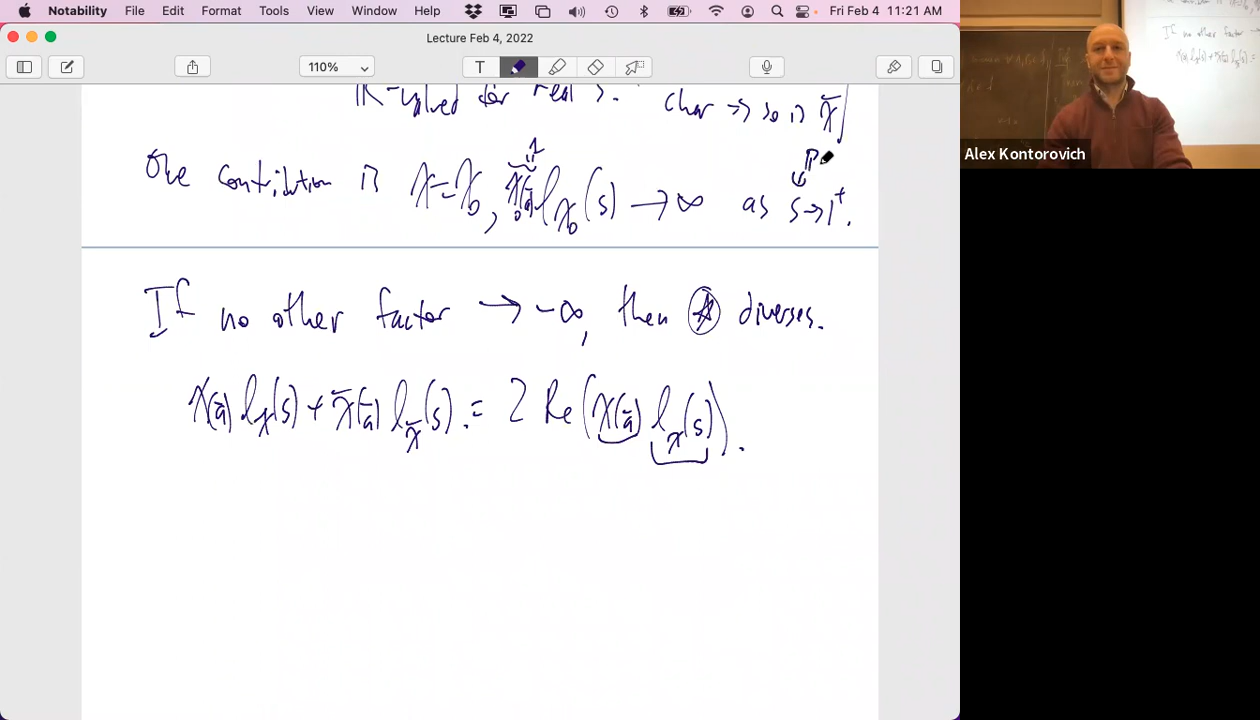 Notability File Edit Format Tools View Window Help Fri Feb 4 11:21 AM
Lecture Feb 4, 2022
110%
T
Alex Kontorovich
R-valued for real s. char → so is χ̄
One contribution is χ=χ₀, χ̄₀(a) ℓ_χ₀(s) → ∞ as s→1⁺.
If no other factor → -∞, then ⊛ diverges.
χ(ā) ℓ_χ(s) + χ̄(ā) ℓ_χ̄(s). = 2 Re(χ(ā) ℓ_χ(s)).